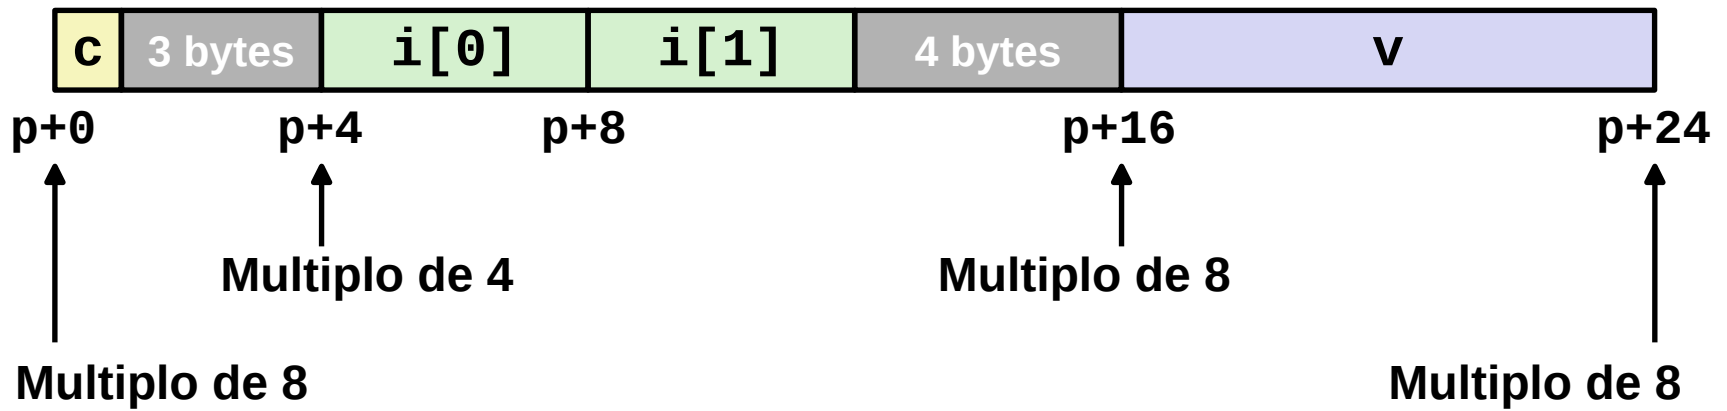 c 3 bytes i[0] i[1] 4 bytes v
p+0 p+4 p+8 p+16 p+24
Multiplo de 4 Multiplo de 8
Multiplo de 8 Multiplo de 8